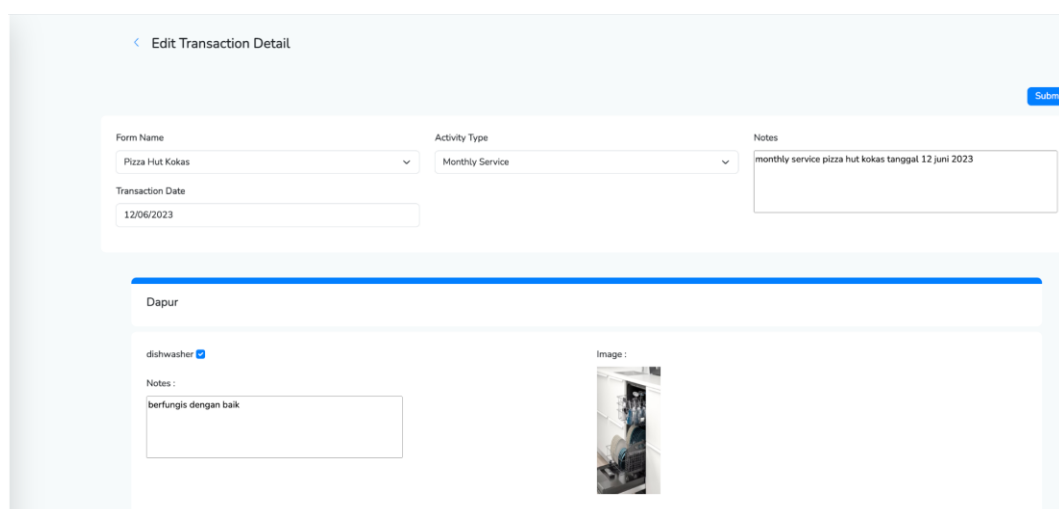 Edit Transaction Detail
Subm
Form Name
Activity Type
Notes
Pizza Hut Kokas
Monthly Service
monthly service pizza hut kokas tanggal 12 juni 2023
Transaction Date
12/06/2023
Dapur
dishwasher
Image :
Notes :
berfungis dengan baik